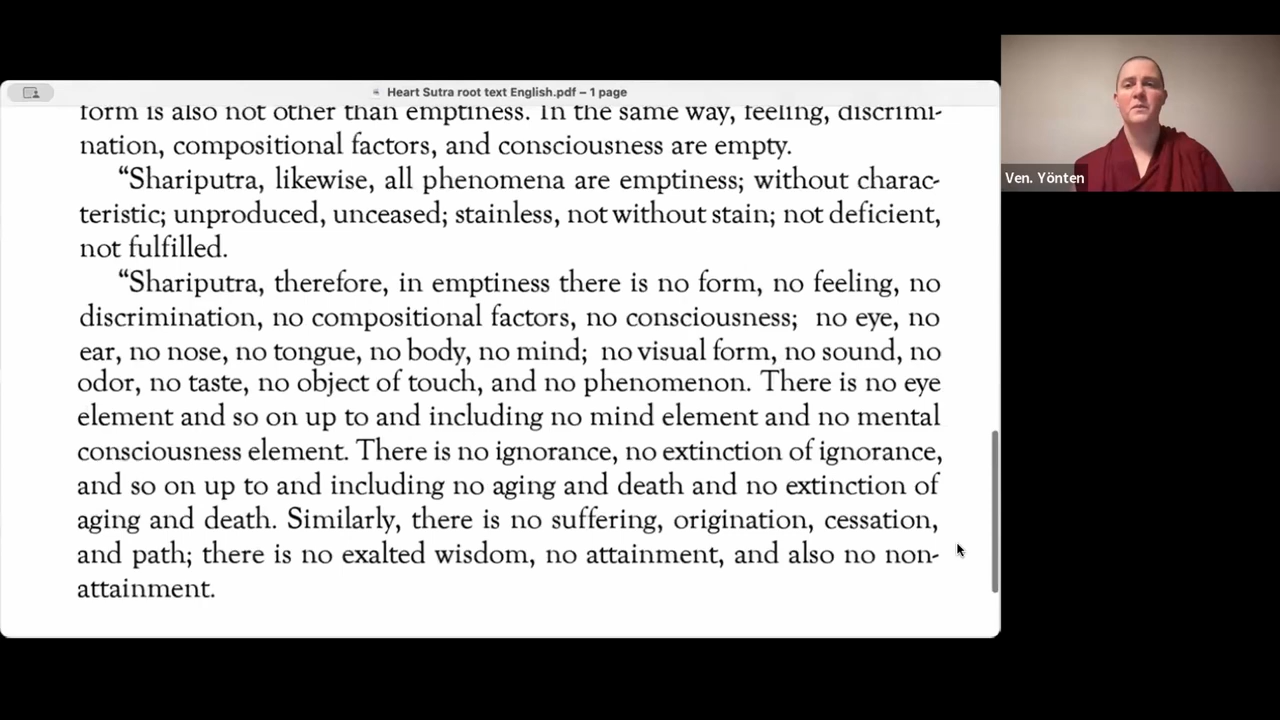 Heart Sutra root text English.pdf – 1 page
form is also not other than emptiness. In the same way, feeling, discrimi-
nation, compositional factors, and consciousness are empty.
“Shariputra, likewise, all phenomena are emptiness; without charac-
teristic; unproduced, unceased; stainless, not without stain; not deficient,
not fulfilled.
“Shariputra, therefore, in emptiness there is no form, no feeling, no
discrimination, no compositional factors, no consciousness; no eye, no
ear, no nose, no tongue, no body, no mind; no visual form, no sound, no
odor, no taste, no object of touch, and no phenomenon. There is no eye
element and so on up to and including no mind element and no mental
consciousness element. There is no ignorance, no extinction of ignorance,
and so on up to and including no aging and death and no extinction of
aging and death. Similarly, there is no suffering, origination, cessation,
and path; there is no exalted wisdom, no attainment, and also no non-
attainment.
Ven. Yönten